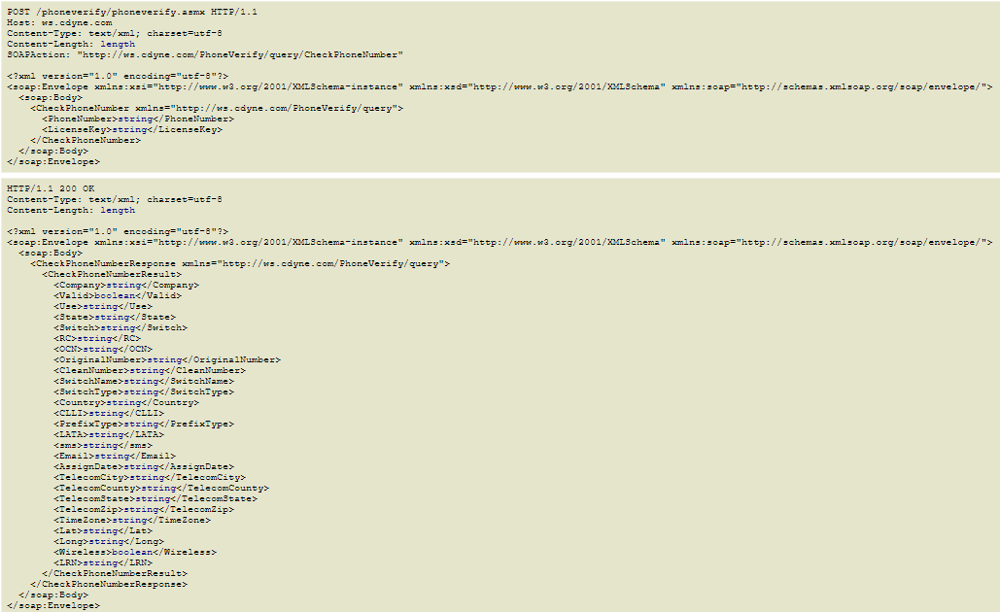 POST /phoneverify/phoneverify.asmx HTTP/1.1
Host: ws.cdyne.com
Content-Type: text/xml; charset=utf-8
Content-Length: length
SOAPAction: "http://ws.cdyne.com/PhoneVerify/query/CheckPhoneNumber"

<?xml version="1.0" encoding="utf-8"?>
<soap:Envelope xmlns:xsi="http://www.w3.org/2001/XMLSchema-instance" xmlns:xsd="http://www.w3.org/2001/XMLSchema" xmlns:soap="http://schemas.xmlsoap.org/soap/envelope/">
  <soap:Body>
    <CheckPhoneNumber xmlns="http://ws.cdyne.com/PhoneVerify/query">
      <PhoneNumber>string</PhoneNumber>
      <LicenseKey>string</LicenseKey>
    </CheckPhoneNumber>
  </soap:Body>
</soap:Envelope>
HTTP/1.1 200 OK
Content-Type: text/xml; charset=utf-8
Content-Length: length

<?xml version="1.0" encoding="utf-8"?>
<soap:Envelope xmlns:xsi="http://www.w3.org/2001/XMLSchema-instance" xmlns:xsd="http://www.w3.org/2001/XMLSchema" xmlns:soap="http://schemas.xmlsoap.org/soap/envelope/">
  <soap:Body>
    <CheckPhoneNumberResponse xmlns="http://ws.cdyne.com/PhoneVerify/query">
      <CheckPhoneNumberResult>
        <Company>string</Company>
        <Valid>boolean</Valid>
        <Use>string</Use>
        <State>string</State>
        <Switch>string</Switch>
        <RC>string</RC>
        <OCN>string</OCN>
        <OriginalNumber>string</OriginalNumber>
        <CleanNumber>string</CleanNumber>
        <SwitchName>string</SwitchName>
        <SwitchType>string</SwitchType>
        <Country>string</Country>
        <CLLI>string</CLLI>
        <PrefixType>string</PrefixType>
        <LATA>string</LATA>
        <sms>string</sms>
        <Email>string</Email>
        <AssignDate>string</AssignDate>
        <TelecomCity>string</TelecomCity>
        <TelecomCounty>string</TelecomCounty>
        <TelecomState>string</TelecomState>
        <TelecomZip>string</TelecomZip>
        <TimeZone>string</TimeZone>
        <Lat>string</Lat>
        <Long>string</Long>
        <Wireless>boolean</Wireless>
        <LRN>string</LRN>
      </CheckPhoneNumberResult>
    </CheckPhoneNumberResponse>
  </soap:Body>
</soap:Envelope>